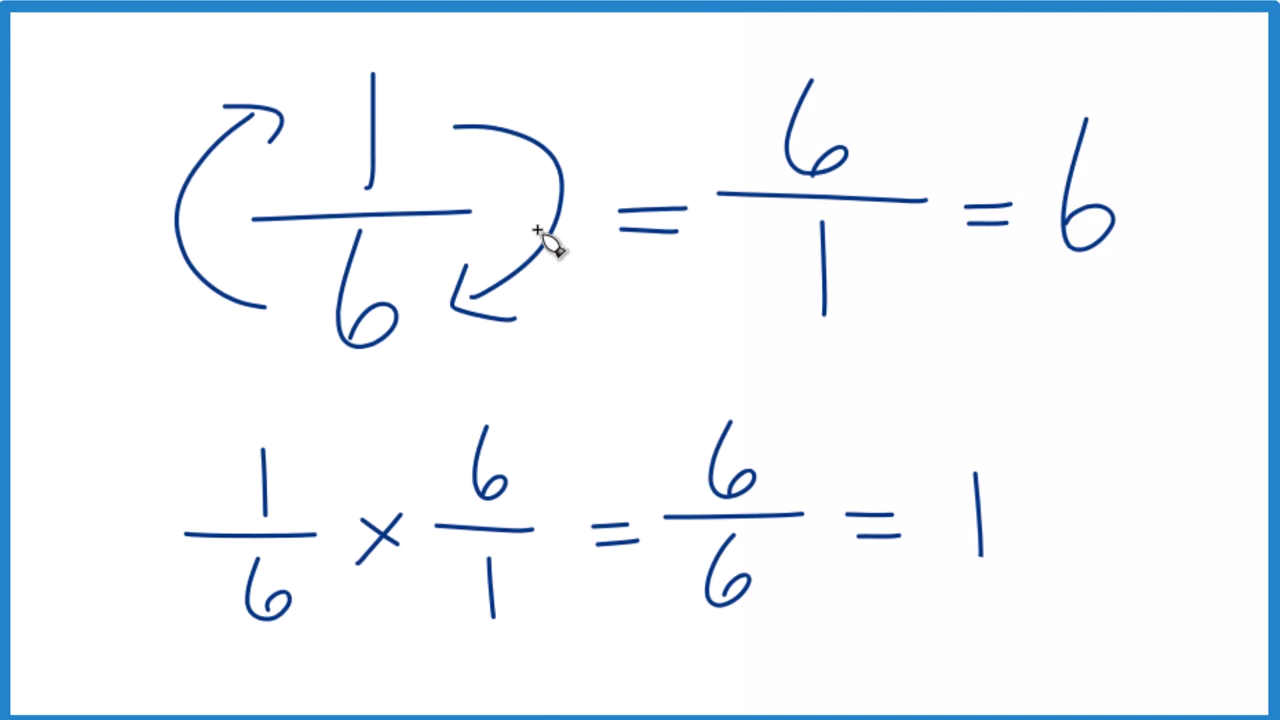 1/6 = 6/1 = 6
1/6 × 6/1 = 6/6 = 1